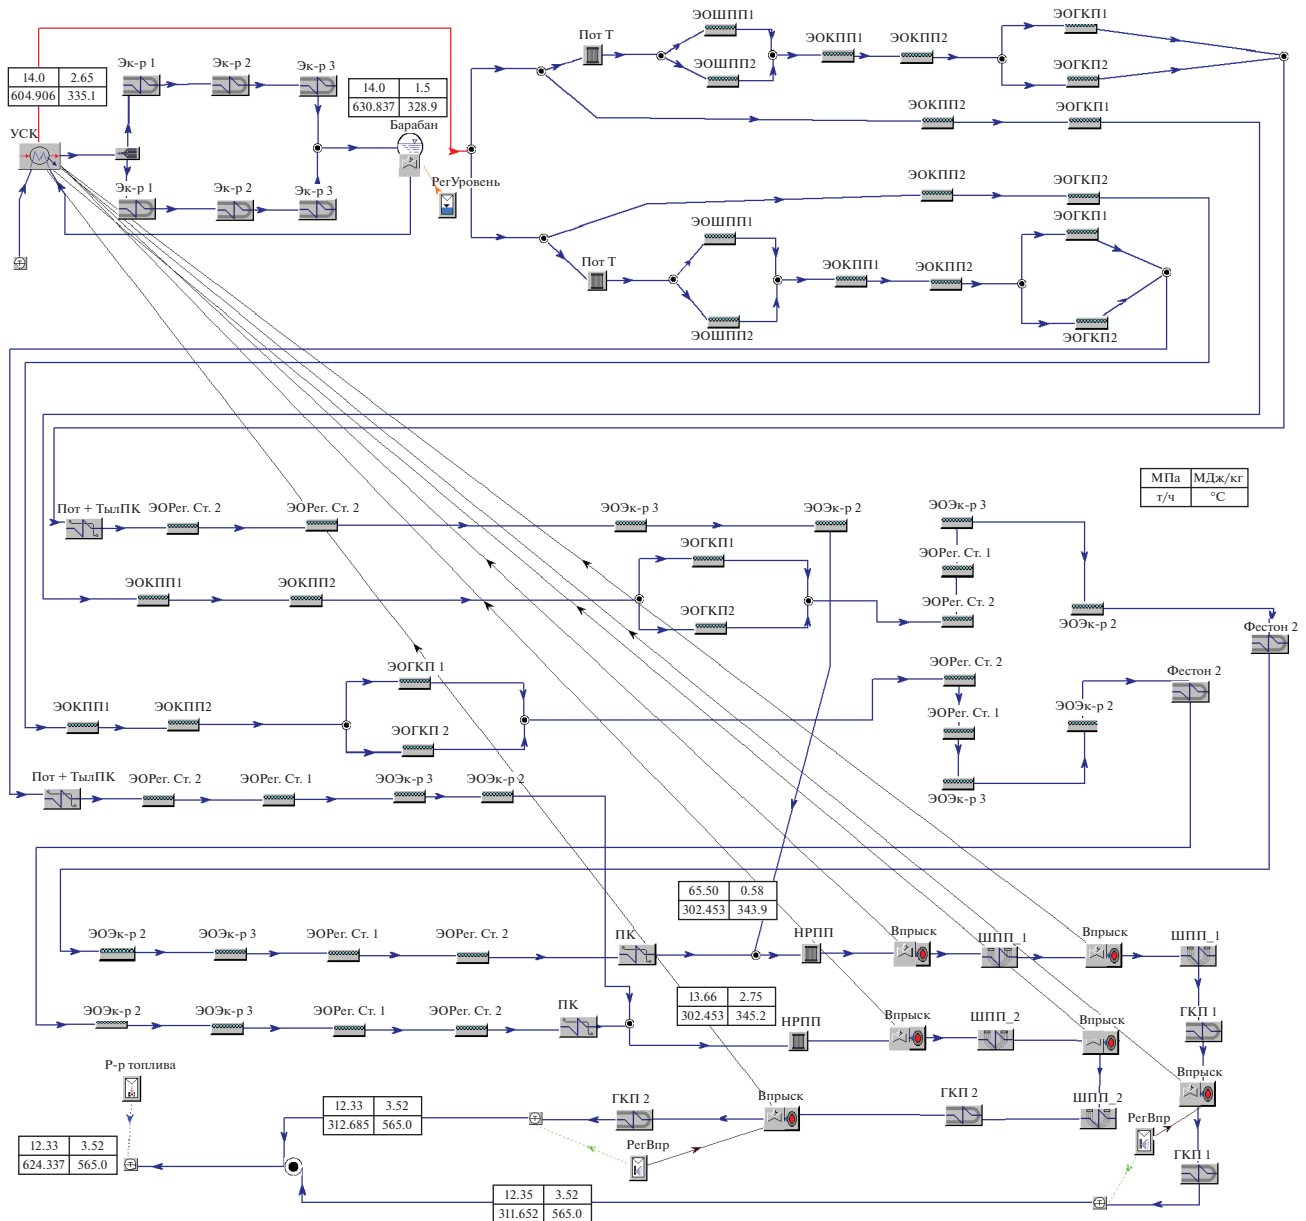 ЭОШПП1
ЭОГКП1
Пот Т
ЭОКПП1
ЭОКПП2
14.0 2.65
604.906 335.1
Эк-р 1
Эк-р 2
Эк-р 3
14.0 1.5
630.837 328.9
ЭОШПП2
ЭОГКП2
ЭОКПП2
ЭОГКП1
УСК
Барабан
РегУровень
Эк-р 1
Эк-р 2
Эк-р 3
ЭОКПП2
ЭОГКП2
ЭОШПП1
ЭОГКП1
Пот Т
ЭОКПП1
ЭОКПП2
ЭОШПП2
ЭОГКП2
МПа МДж/кг
т/ч °C
Пот + ТылПК
ЭОРег. Ст. 2
ЭОРег. Ст. 2
ЭОЭк-р 3
ЭОЭк-р 2
ЭОЭк-р 3
ЭОГКП1
ЭОРег. Ст. 1
ЭОКПП1
ЭОКПП2
ЭОГКП2
ЭОРег. Ст. 2
ЭОЭк-р 2
Фестон 2
ЭОГКП 1
ЭОРег. Ст. 2
Фестон 2
ЭОКПП1
ЭОКПП2
ЭОГКП 2
ЭОРег. Ст. 1
ЭОЭк-р 2
Пот + ТылПК
ЭОРег. Ст. 2
ЭОРег. Ст. 1
ЭОЭк-р 3
ЭОЭк-р 2
ЭОЭк-р 3
65.50 0.58
302.453 343.9
ЭОЭк-р 2
ЭОЭк-р 3
ЭОРег. Ст. 1
ЭОРег. Ст. 2
ПК
НРПП
Впрыск
ШПП_1
Впрыск
ШПП_1
13.66 2.75
302.453 345.2
ЭОЭк-р 2
ЭОЭк-р 3
ЭОРег. Ст. 1
ЭОРег. Ст. 2
ПК
НРПП
Впрыск
ШПП_2
Впрыск
ГКП 1
Р-р топлива
12.33 3.52
312.685 565.0
ГКП 2
Впрыск
ГКП 2
ШПП_2
Впрыск
РегВпр
РегВпр
12.33 3.52
624.337 565.0
ГКП 1
12.35 3.52
311.652 565.0